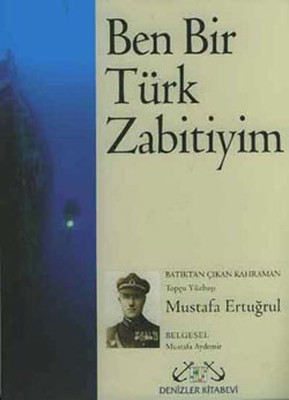 Ben Bir
Türk
Zabitiyim
BATIKTAN ÇIKAN KAHRAMAN
Topçu Yüzbaşı
Mustafa Ertuğrul
BELGESEL
Mustafa Aydemir
DENİZLER KİTABEVİ